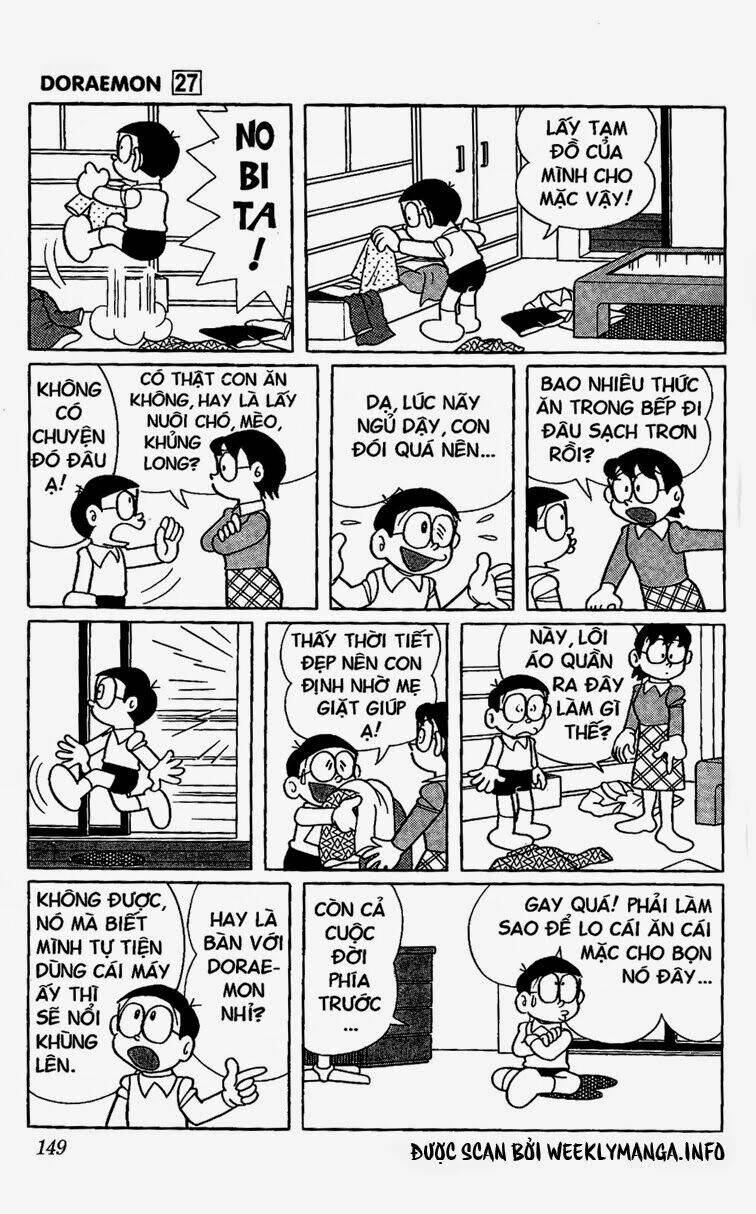 DORAEMON 27
LẤY TẠM
ĐỒ CỦA
MÌNH CHO
MẶC VẬY!
NO
BI
TA!
BAO NHIÊU THỨC
ĂN TRONG BẾP ĐI
ĐÂU SẠCH TRƠN
RỒI?
DẠ, LÚC NÃY
NGỦ DẬY, CON
ĐÓI QUÁ NÊN...
CÓ THẬT CON ĂN
KHÔNG, HAY LÀ LẤY
NUÔI CHÓ, MÈO,
KHỦNG
LONG?
KHÔNG
CÓ
CHUYỆN
ĐÓ ĐÂU
Ạ!
NÀY, LÔI
ÁO QUẦN
RA ĐÂY
LÀM GÌ
THẾ?
THẤY THỜI TIẾT
ĐẸP NÊN CON
ĐỊNH NHỜ MẸ
GIẶT GIÚP
Ạ!
GAY QUÁ! PHẢI LÀM
SAO ĐỂ LO CÁI ĂN CÁI
MẶC CHO BỌN
NÓ ĐÂY...
CÒN CẢ
CUỘC
ĐỜI
PHÍA
TRƯỚC
...
HAY LÀ
BÀN VỚI
DORAE-
MON
NHỈ?
KHÔNG ĐƯỢC,
NÓ MÀ BIẾT
MÌNH TỰ TIỆN
DÙNG CÁI MÁY
ẤY THÌ
SẼ NỔI
KHÙNG
LÊN.
149
ĐƯỢC SCAN BỞI WEEKLYMANGA.INFO